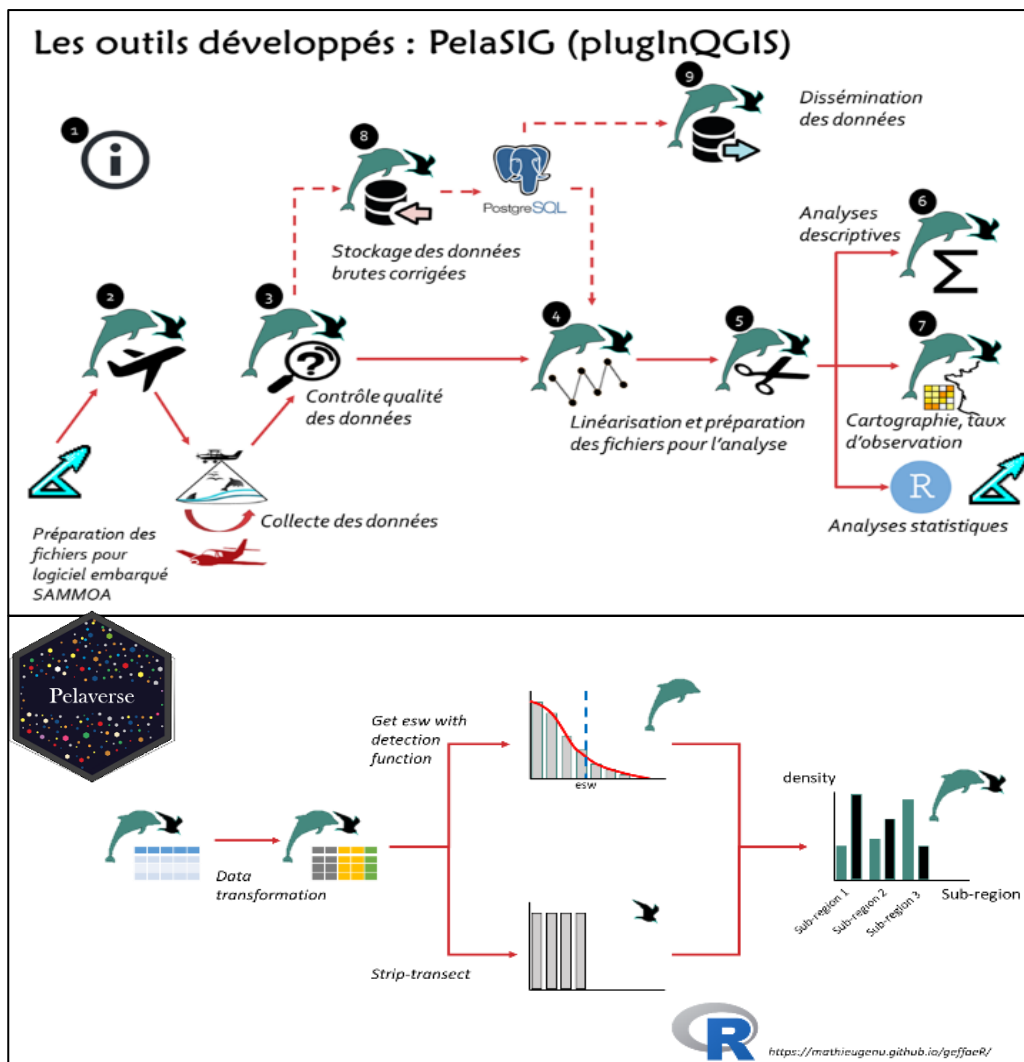 Les outils développés : PelaSIG (plugInQGIS)
1
i
8
9
Dissémination
des données
PostgreSQL
Stockage des données
brutes corrigées
2
3
?
Contrôle qualité
des données
4
5
Linéarisation et préparation
des fichiers pour l'analyse
Analyses
descriptives
6
Σ
7
Cartographie, taux
d'observation
R
Analyses statistiques
Collecte des données
Préparation des
fichiers pour
logiciel embarqué
SAMMOA
Pelaverse
Get esw with
detection
function
esw
Data
transformation
Strip-transect
density
Sub-region 1
Sub-region 2
Sub-region 3
Sub-region
R
https://mathieugenu.github.io/geffaeR/